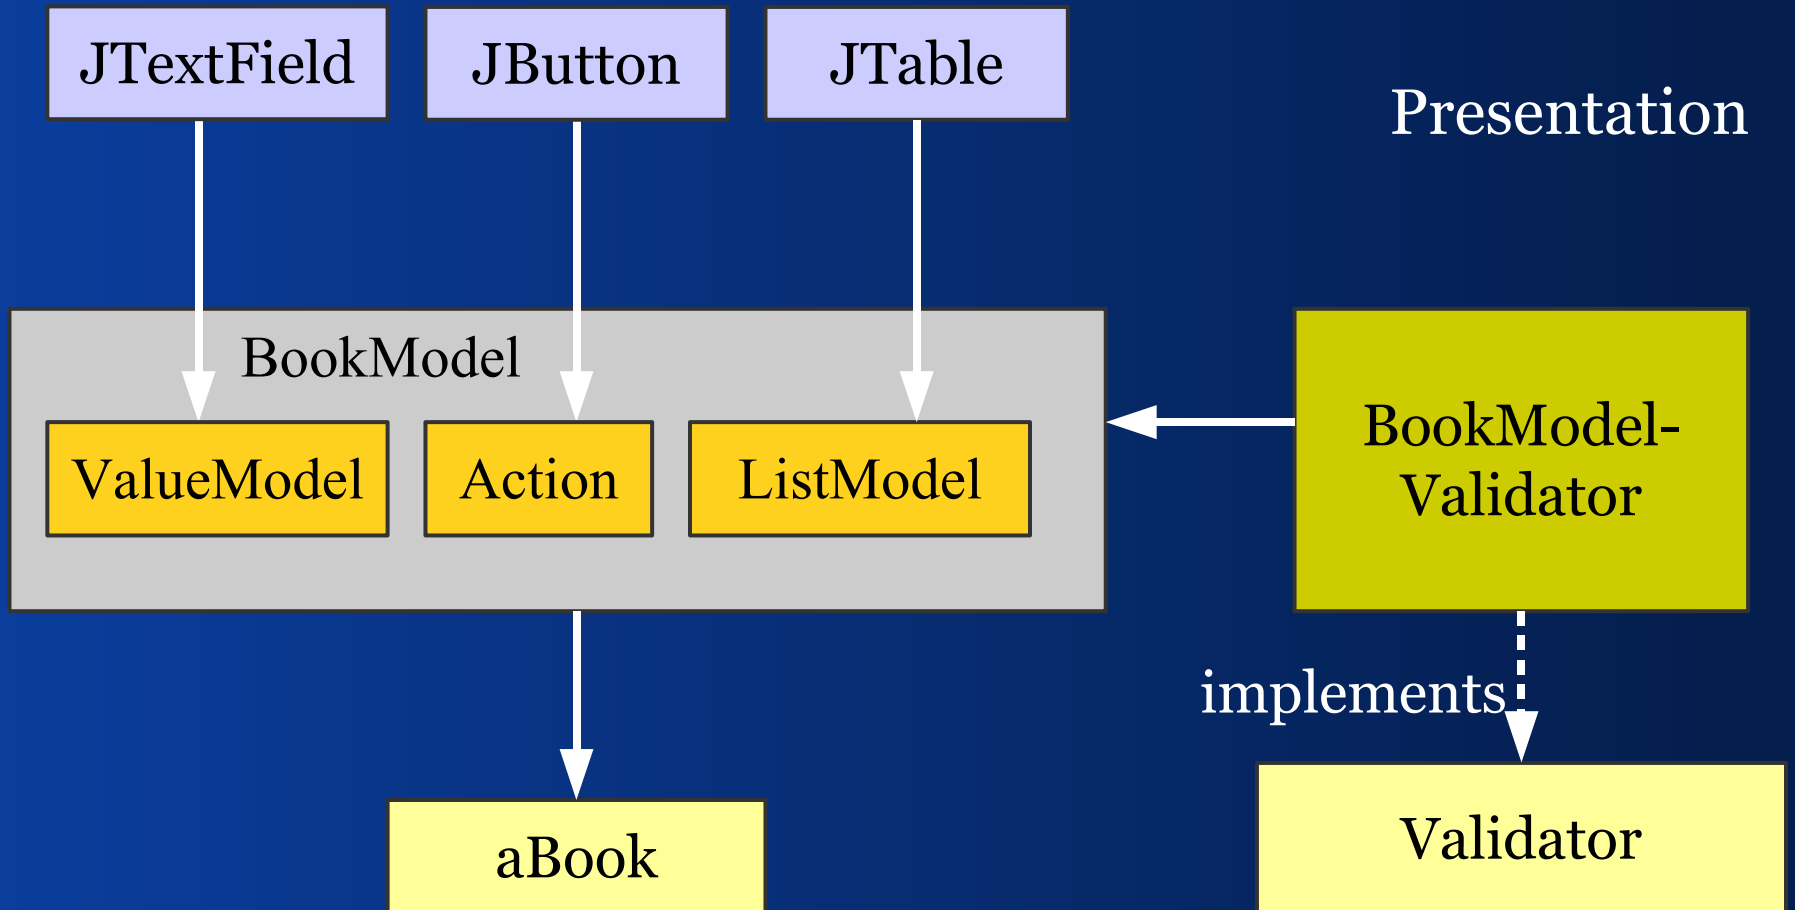 JTextField
JButton
JTable
Presentation
BookModel
ValueModel
Action
ListModel
BookModel-
Validator
implements
aBook
Validator